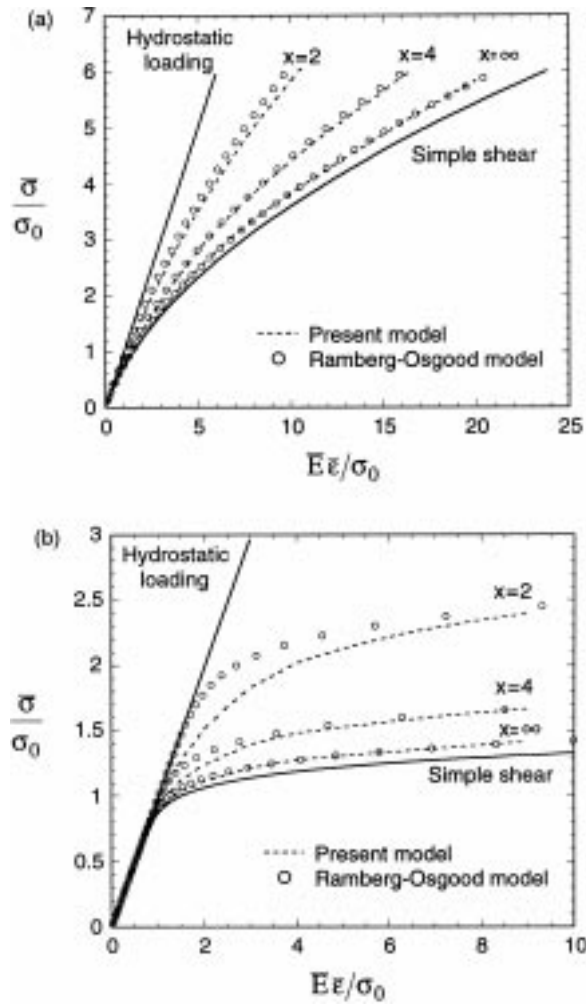 (a)
7
6
5
4
3
2
1
0
Hydrostatic
loading
x=2
x=4
x=∞
Simple shear
σ̅
σ₀
Present model
Ramberg-Osgood model
0
5
10
15
20
25
E̅ε̅/σ₀
(b)
3
2.5
2
1.5
1
0.5
0
Hydrostatic
loading
x=2
x=4
x=∞
Simple shear
σ̅
σ₀
Present model
Ramberg-Osgood model
0
2
4
6
8
10
E̅ε̅/σ₀